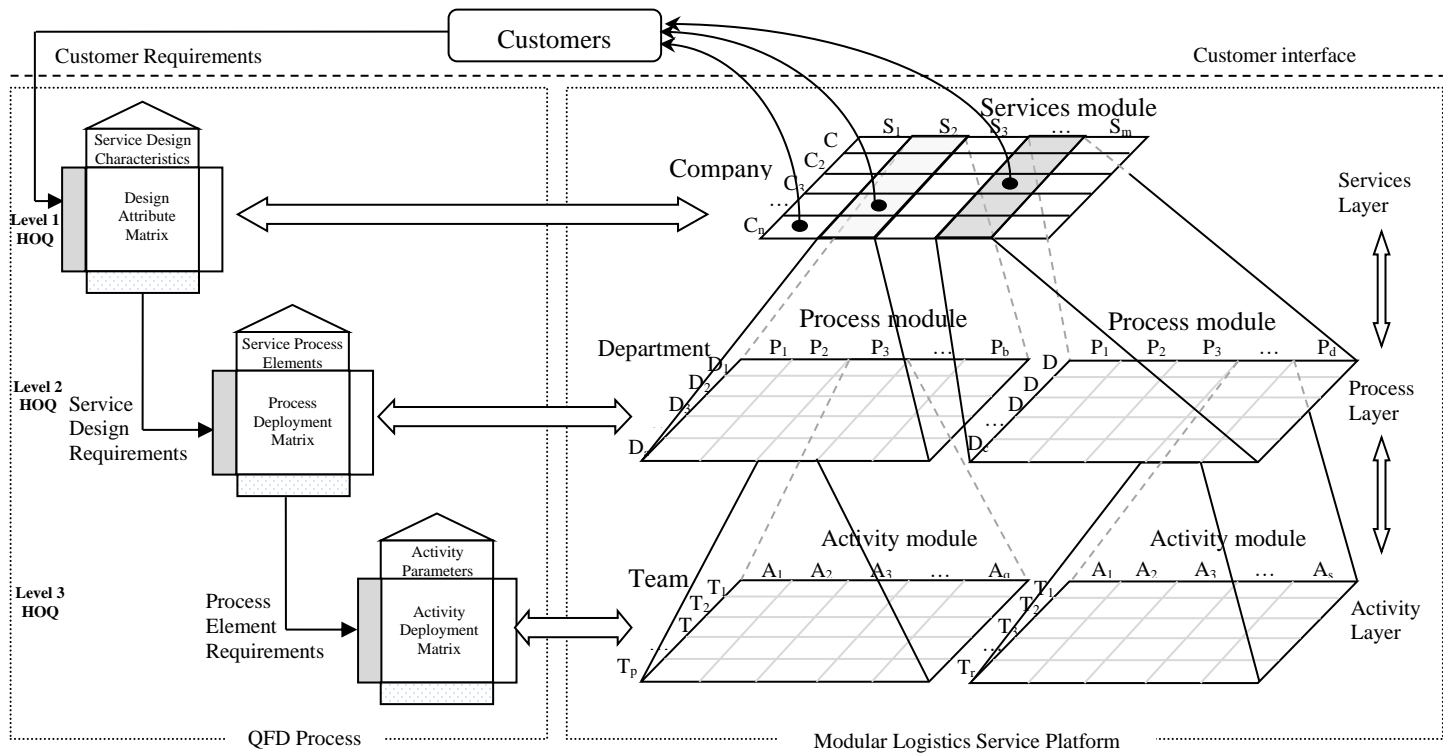 Customers
Customer Requirements
Customer interface
Services module
S1 S2 S3 … Sm
Company
C
C2
C3
…
Cn
Services
Layer
Service Design
Characteristics
Design
Attribute
Matrix
Level 1
HOQ
Process module
Process module
Department
P1 P2 P3 … Pb
P1 P2 P3 … Pd
D1
D2
D3
D
D
D
D
…
Dc
Process
Layer
Service Process
Elements
Process
Deployment
Matrix
Level 2
HOQ
Service
Design
Requirements
Activity module
Activity module
Team
A1 A2 A3 … Aq
A1 A2 A3 … As
T1
T2
T
…
Tp
T1
T2
T3
…
Tr
Activity
Layer
Activity
Parameters
Activity
Deployment
Matrix
Level 3
HOQ
Process
Element
Requirements
QFD Process
Modular Logistics Service Platform